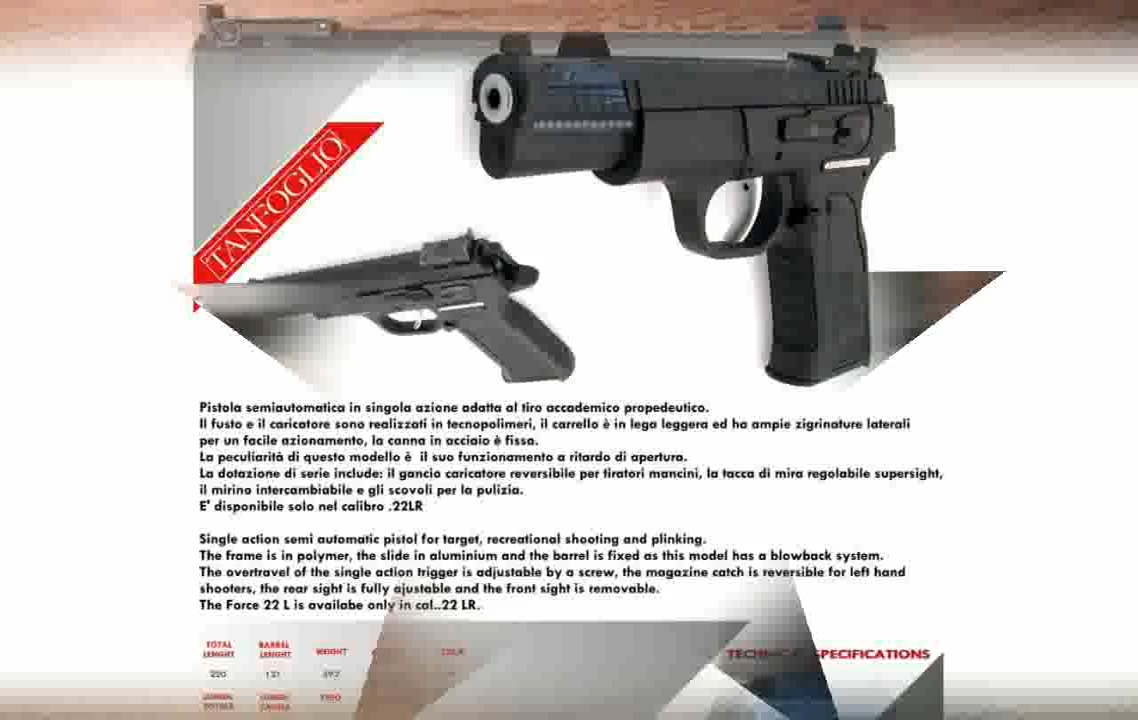 TANFOGLIO
Pistola semiautomatica in singola azione adatta al tiro accademico propedeutico.
Il fusto e il caricatore sono realizzati in tecnopolimeri, il carrello è in lega leggera ed ha ampie zigrinature laterali
per un facile azionamento, la canna in acciaio è fissa.
La peculiarità di questo modello è il suo funzionamento a ritardo di apertura.
La dotazione di serie include: il gancio caricatore reversibile per tiratori mancini, la tacca di mira regolabile supersight,
il mirino intercambiabile e gli scovoli per la pulizia.
E' disponibile solo nel calibro .22LR
Single action semi automatic pistol for target, recreational shooting and plinking.
The frame is in polymer, the slide in aluminium and the barrel is fixed as this model has a blowback system.
The overtravel of the single action trigger is adjustable by a screw, the magazine catch is reversible for left hand
shooters, the rear sight is fully ajustable and the front sight is removable.
The Force 22 L is availabe only in cal..22 LR.
TOTAL BARREL
LENGHT LENGHT WEIGHT
TECHNICAL SPECIFICATIONS
220 121